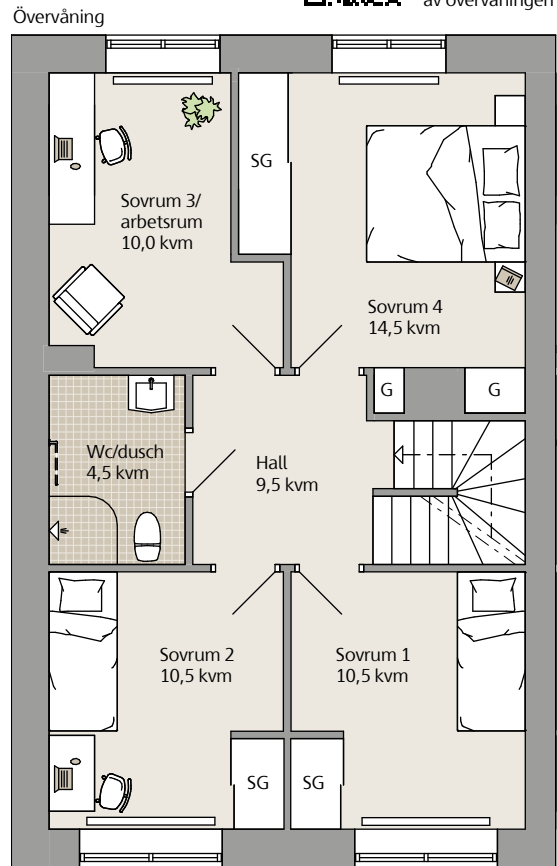 av övervåningen
Övervåning
SG
Sovrum 3/
arbetsrum
10,0 kvm
Sovrum 4
14,5 kvm
G
G
Wc/dusch
4,5 kvm
Hall
9,5 kvm
Sovrum 2
10,5 kvm
Sovrum 1
10,5 kvm
SG
SG